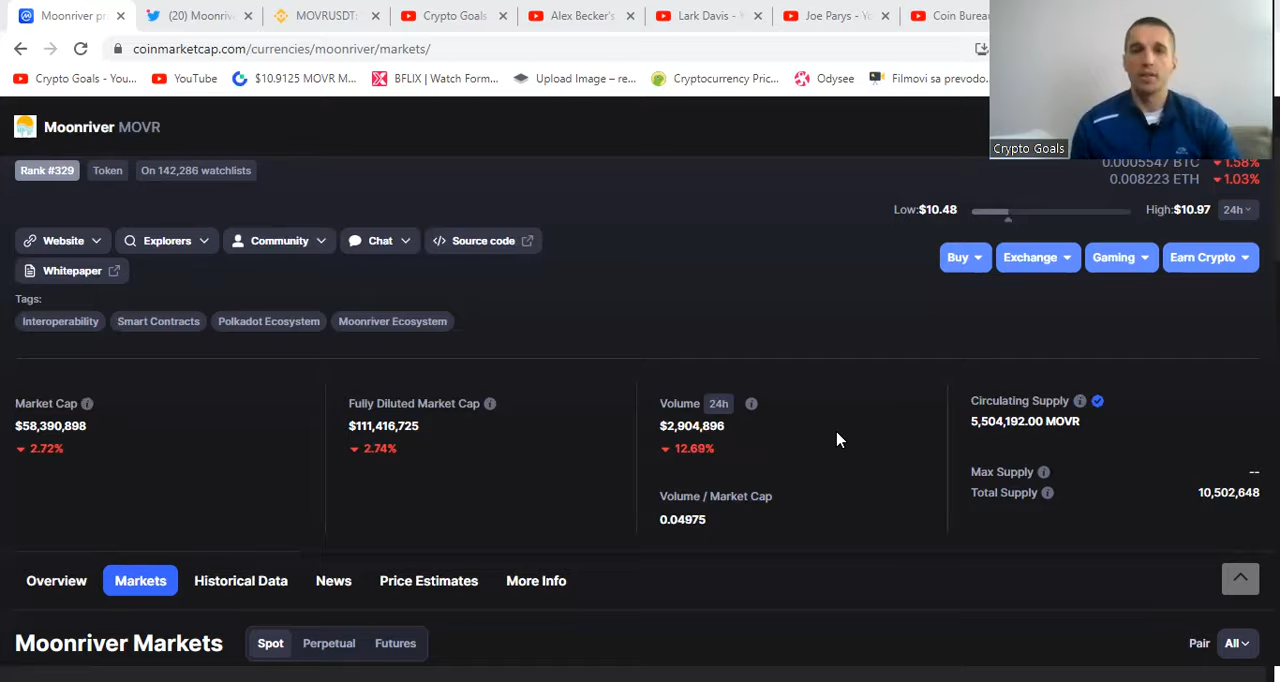 Moonriver pr
(20) Moonriv
MOVRUSDT
Crypto Goals
Alex Becker's
Lark Davis - Y
Joe Parys - Yo
Coin Bureau
coinmarketcap.com/currencies/moonriver/markets/
Crypto Goals - You...
YouTube
$10.9125 MOVR M...
BFLIX | Watch Form...
Upload Image – re...
Cryptocurrency Pric...
Odysee
Filmovi sa prevodo..
Moonriver MOVR
Crypto Goals
Rank #329
Token
On 142,286 watchlists
0.0005547 BTC 1.58%
0.008223 ETH 1.03%
Low:$10.48
High:$10.97
24h
Website
Explorers
Community
Chat
Source code
Buy
Exchange
Gaming
Earn Crypto
Whitepaper
Tags:
Interoperability
Smart Contracts
Polkadot Ecosystem
Moonriver Ecosystem
Market Cap
$58,390,898
2.72%
Fully Diluted Market Cap
$111,416,725
2.74%
Volume 24h
$2,904,896
12.69%
Volume / Market Cap
0.04975
Circulating Supply
5,504,192.00 MOVR
Max Supply --
Total Supply 10,502,648
Overview
Markets
Historical Data
News
Price Estimates
More Info
Moonriver Markets
Spot
Perpetual
Futures
Pair
All